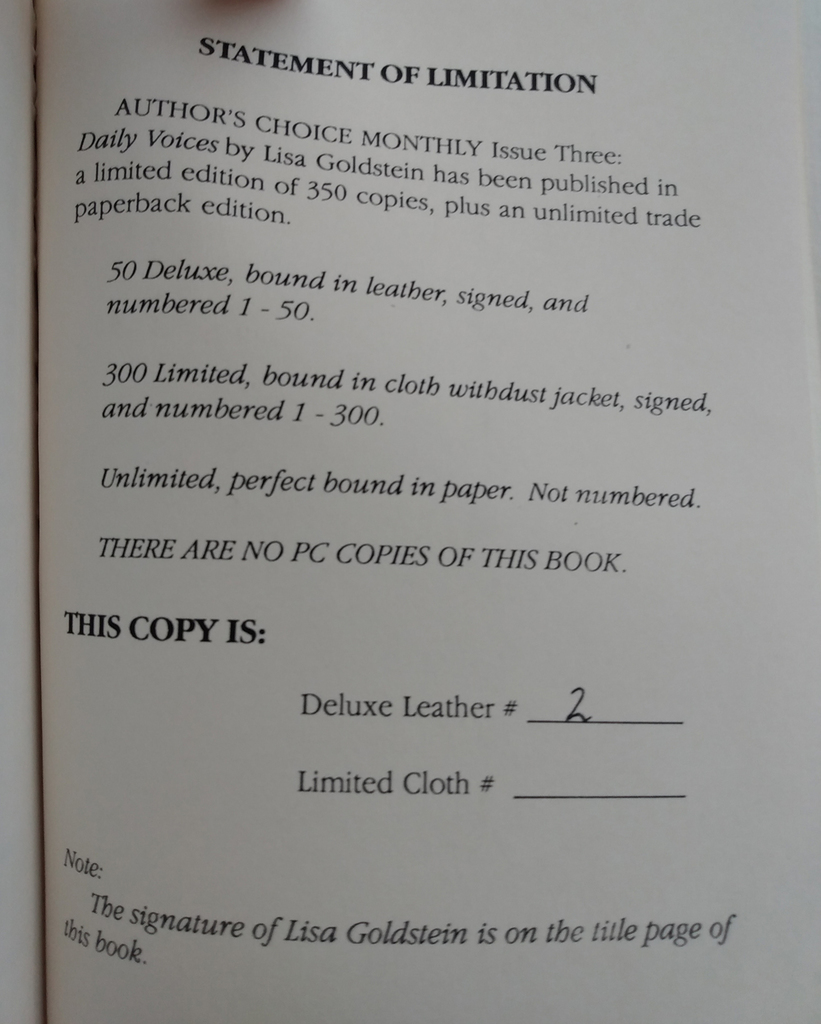 STATEMENT OF LIMITATION
AUTHOR'S CHOICE MONTHLY Issue Three:
Daily Voices by Lisa Goldstein has been published in
a limited edition of 350 copies, plus an unlimited trade
paperback edition.
50 Deluxe, bound in leather, signed, and
numbered 1 - 50.
300 Limited, bound in cloth withdust jacket, signed,
and numbered 1 - 300.
Unlimited, perfect bound in paper. Not numbered.
THERE ARE NO PC COPIES OF THIS BOOK.
THIS COPY IS:
Deluxe Leather # 2
Limited Cloth #
Note:
The signature of Lisa Goldstein is on the title page of
this book.